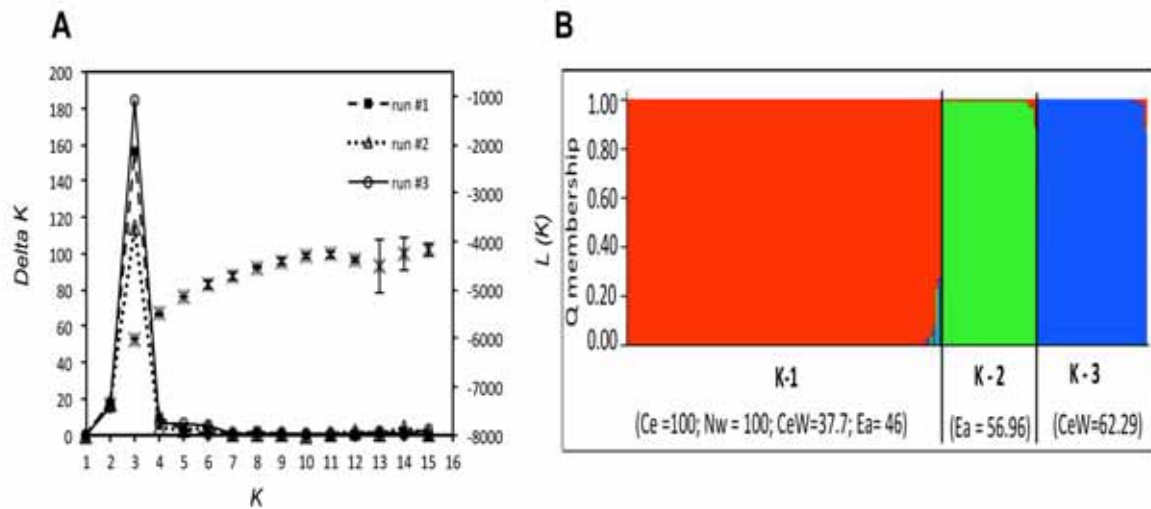 A
200
180
160
140
120
100
80
60
40
20
0
Delta K
-1000
-2000
-3000
-4000
-5000
-6000
-7000
-8000
L (K)
run #1
run #2
run #3
1 2 3 4 5 6 7 8 9 10 11 12 13 14 15 16
K
B
1.00
0.80
0.60
0.40
0.20
0.00
Q membership
K-1
K - 2
K - 3
(Ce =100; Nw = 100; CeW=37.7; Ea= 46)
(Ea = 56.96)
(CeW=62.29)